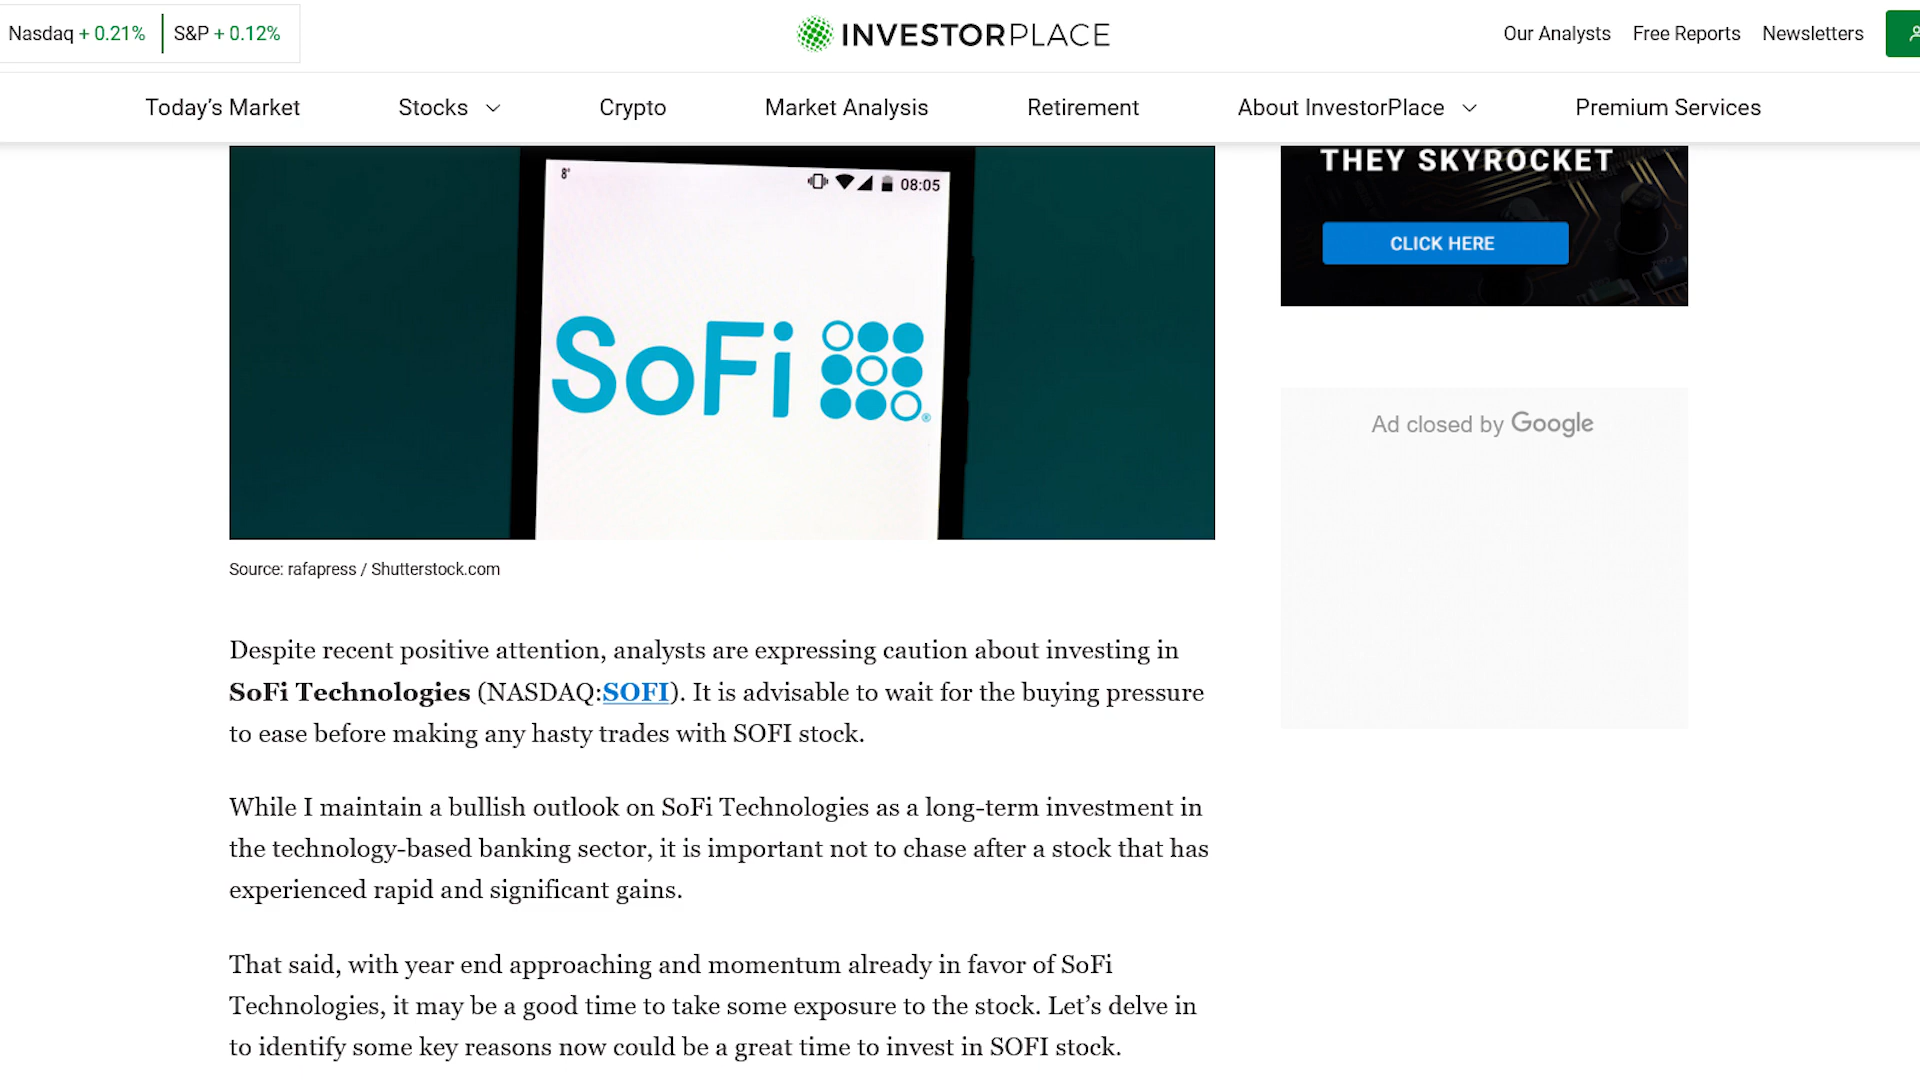 Nasdaq + 0.21% S&P + 0.12%
INVESTORPLACE
Our Analysts Free Reports Newsletters
Today’s Market Stocks Crypto Market Analysis Retirement About InvestorPlace Premium Services
THEY SKYROCKET
CLICK HERE
8°
08:05
SoFi
®
Ad closed by Google
Source: rafapress / Shutterstock.com
Despite recent positive attention, analysts are expressing caution about investing in
SoFi Technologies (NASDAQ:SOFI). It is advisable to wait for the buying pressure
to ease before making any hasty trades with SOFI stock.
While I maintain a bullish outlook on SoFi Technologies as a long-term investment in
the technology-based banking sector, it is important not to chase after a stock that has
experienced rapid and significant gains.
That said, with year end approaching and momentum already in favor of SoFi
Technologies, it may be a good time to take some exposure to the stock. Let’s delve in
to identify some key reasons now could be a great time to invest in SOFI stock.